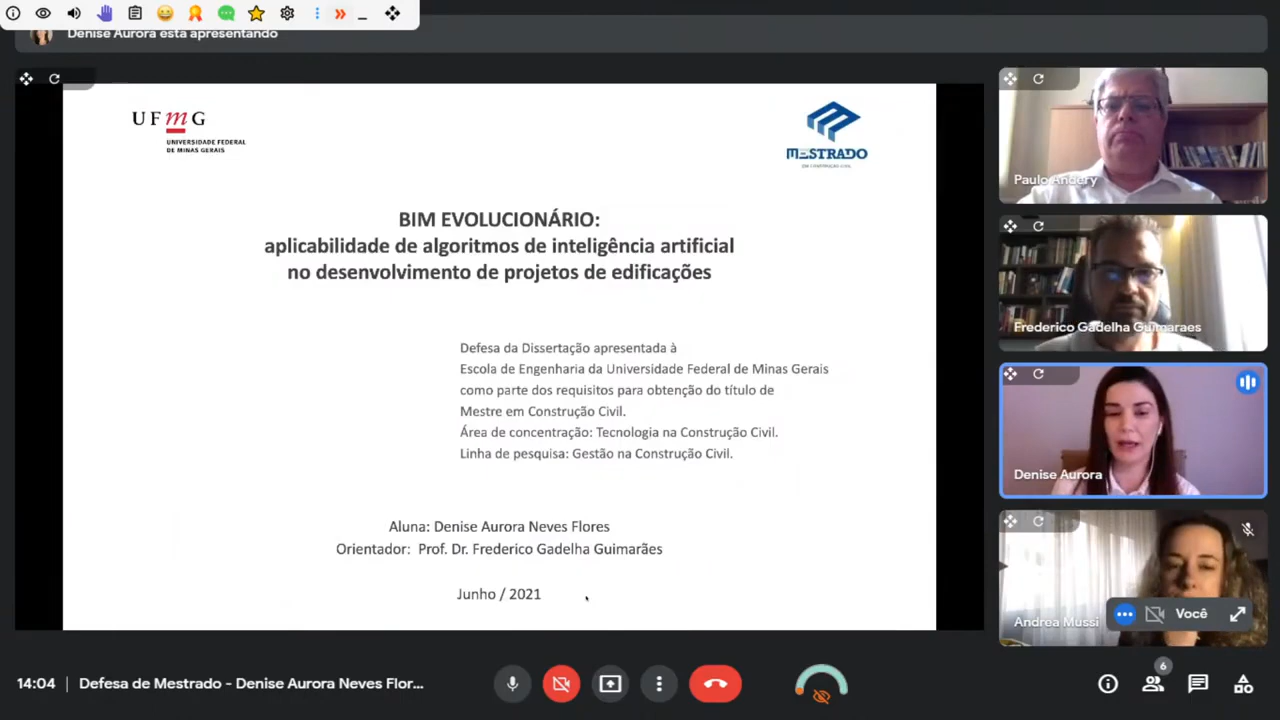 Denise Aurora está apresentando
UFmG
UNIVERSIDADE FEDERAL
DE MINAS GERAIS
MESTRADO
EM CONSTRUÇÃO CIVIL
BIM EVOLUCIONÁRIO:
aplicabilidade de algoritmos de inteligência artificial
no desenvolvimento de projetos de edificações
Defesa da Dissertação apresentada à
Escola de Engenharia da Universidade Federal de Minas Gerais
como parte dos requisitos para obtenção do título de
Mestre em Construção Civil.
Área de concentração: Tecnologia na Construção Civil.
Linha de pesquisa: Gestão na Construção Civil.
Aluna: Denise Aurora Neves Flores
Orientador: Prof. Dr. Frederico Gadelha Guimarães
Junho / 2021
Paulo Andery
Frederico Gadelha Guimaraes
Denise Aurora
Andrea Mussi
Você
14:04 | Defesa de Mestrado - Denise Aurora Neves Flor...
6